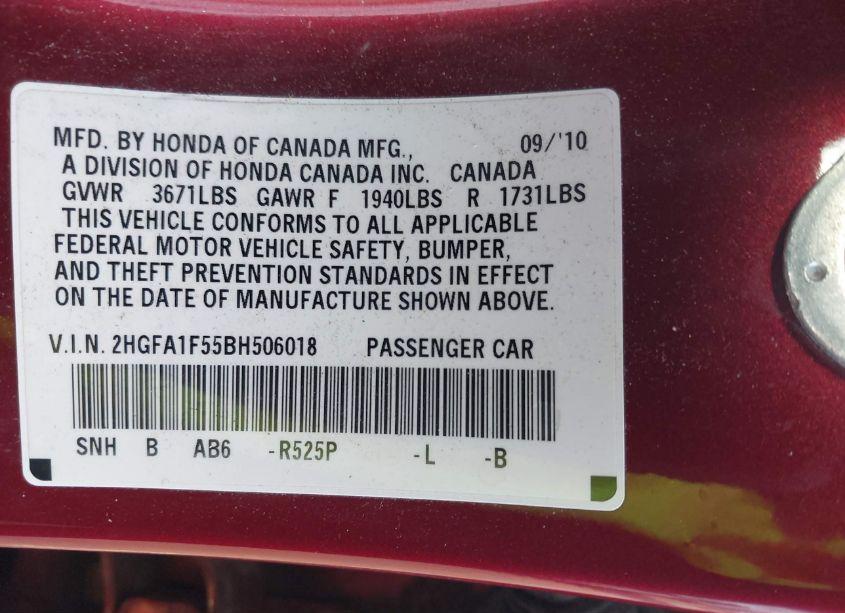 MFD. BY HONDA OF CANADA MFG., 09/'10
A DIVISION OF HONDA CANADA INC. CANADA
GVWR 3671LBS GAWR F 1940LBS R 1731LBS
THIS VEHICLE CONFORMS TO ALL APPLICABLE
FEDERAL MOTOR VEHICLE SAFETY, BUMPER,
AND THEFT PREVENTION STANDARDS IN EFFECT
ON THE DATE OF MANUFACTURE SHOWN ABOVE.
V.I.N. 2HGFA1F55BH506018 PASSENGER CAR
SNH B AB6 -R525P -L -B